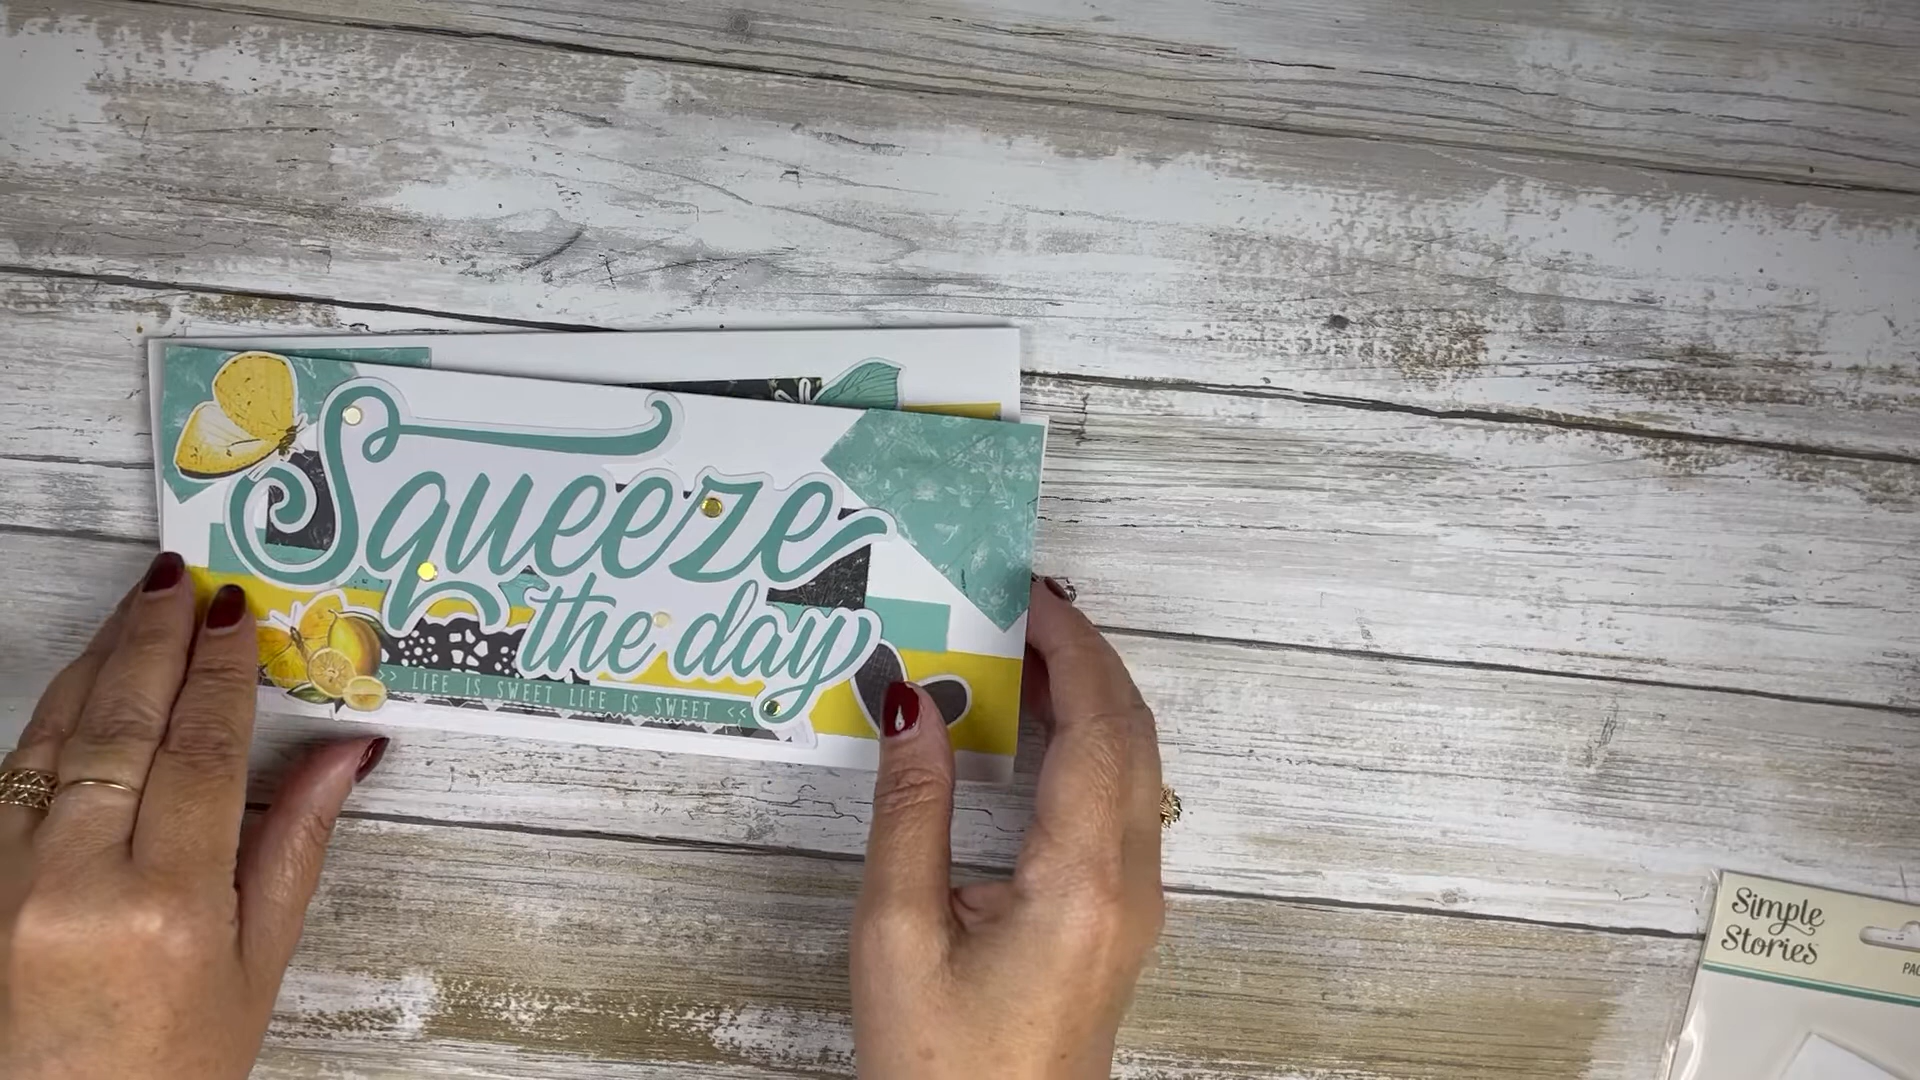 Squeeze
the day
>> LIFE IS SWEET LIFE IS SWEET <<
Simple
Stories